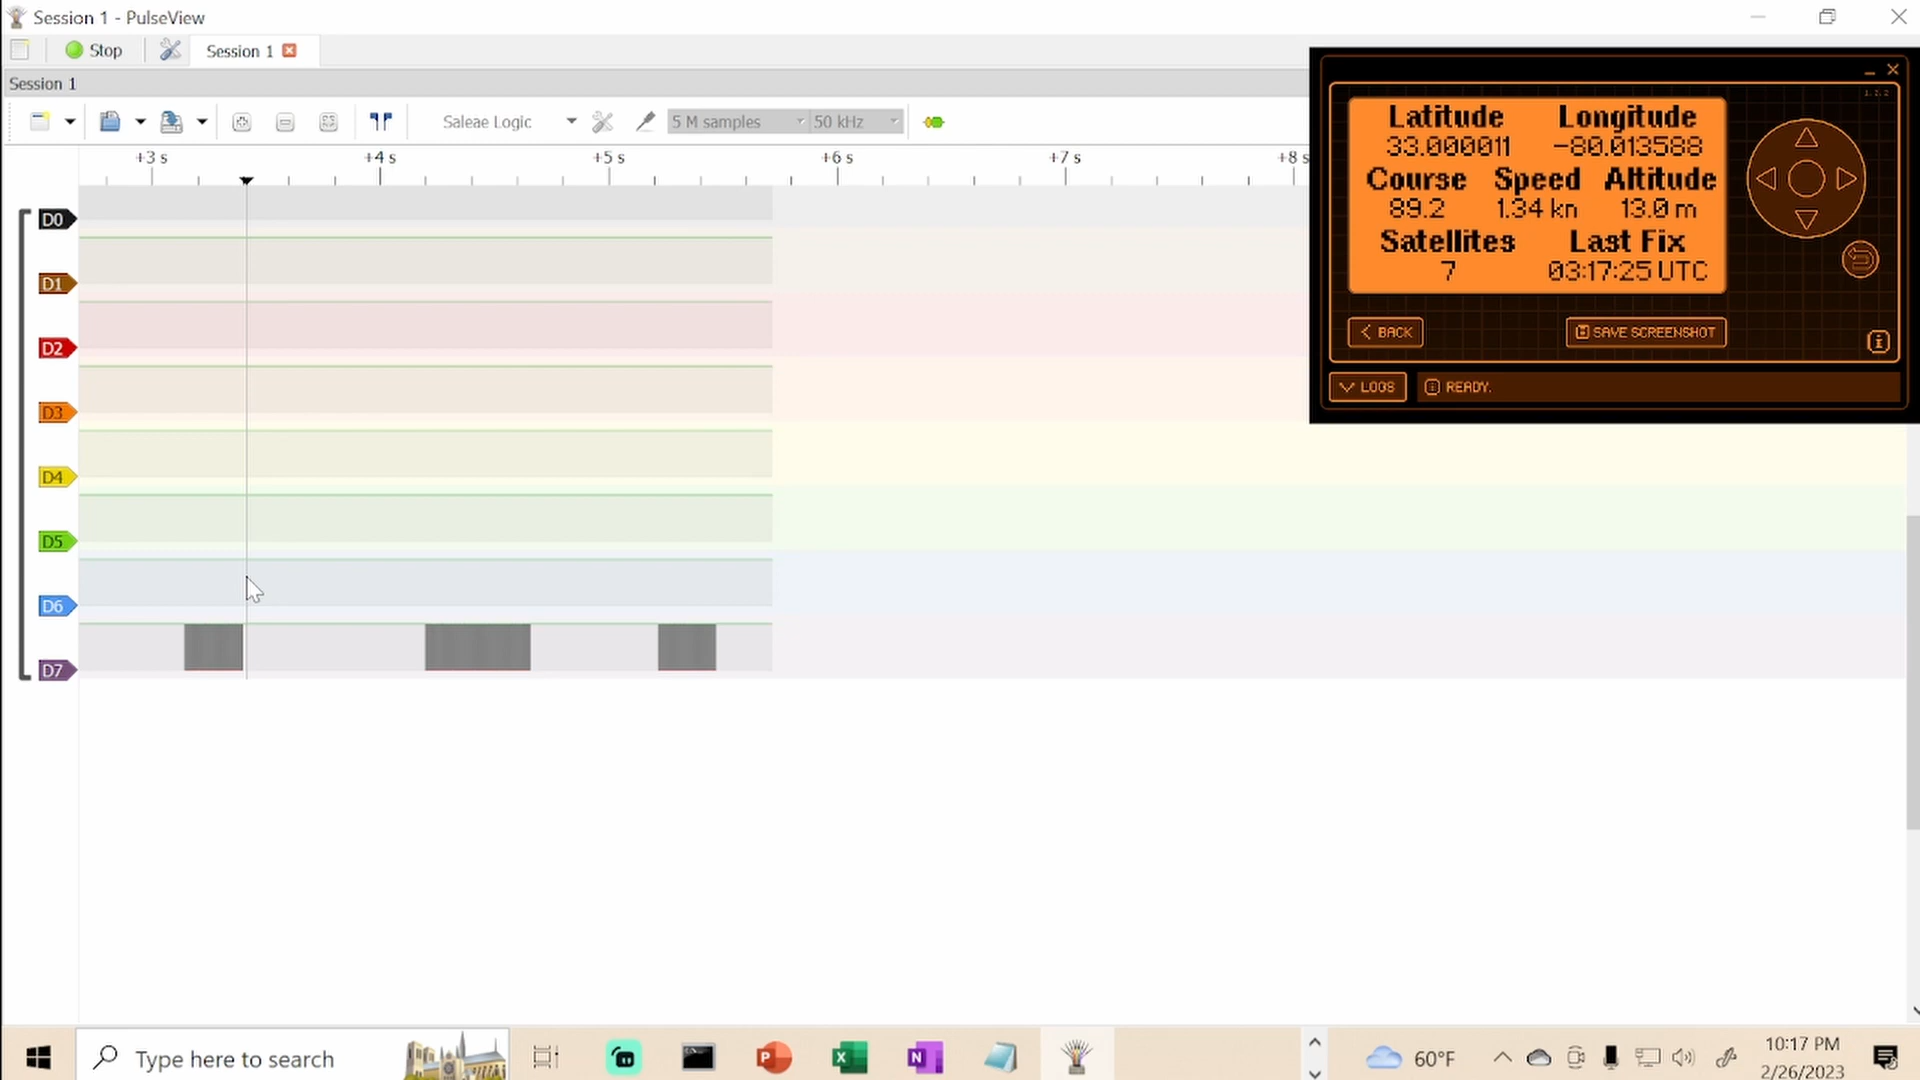 Session 1 - PulseView
Stop
Session 1
Session 1
Saleae Logic
5 M samples
50 kHz
+3 s
+4 s
+5 s
+6 s
+7 s
+8 s
D0
D1
D2
D3
D4
D5
D6
D7
Latitude
Longitude
33.000011
-80.013588
Course
Speed
Altitude
89.2
1.34 kn
13.0 m
Satellites
Last Fix
7
03:17:25 UTC
BACK
SAVE SCREENSHOT
LOGS
READY.
Type here to search
60°F
10:17 PM
2/26/2023